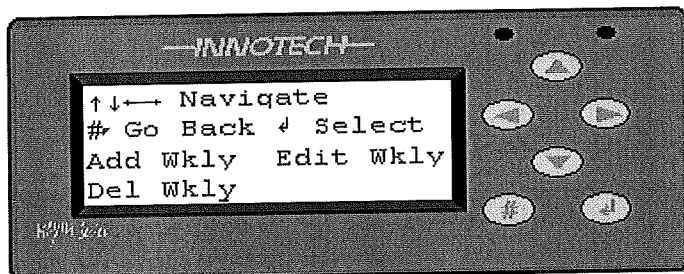 INNOTECH
↑↓←→ Navigate
# Go Back ↲ Select
Add Wkly Edit Wkly
Del Wkly
#